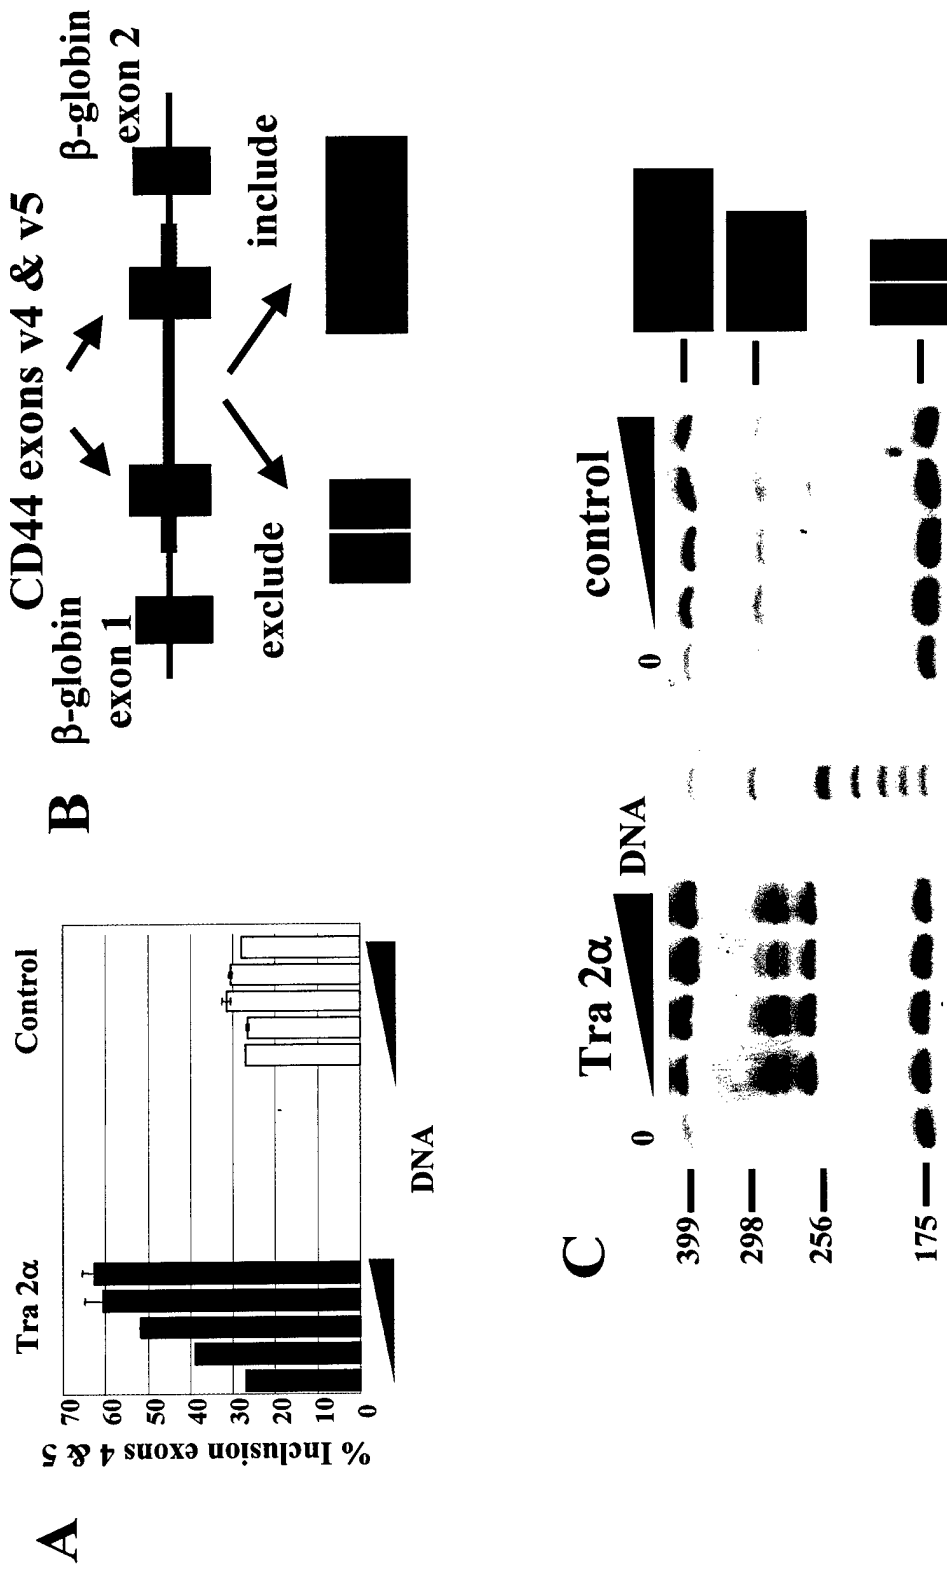 A
Tra 2α
Control
% Inclusion exons 4 & 5
70
60
50
40
30
20
10
0
DNA
B
CD44 exons v4 & v5
β-globin
exon 1
β-globin
exon 2
exclude
include
C
Tra 2α
control
0
DNA
0
399
298
256
175